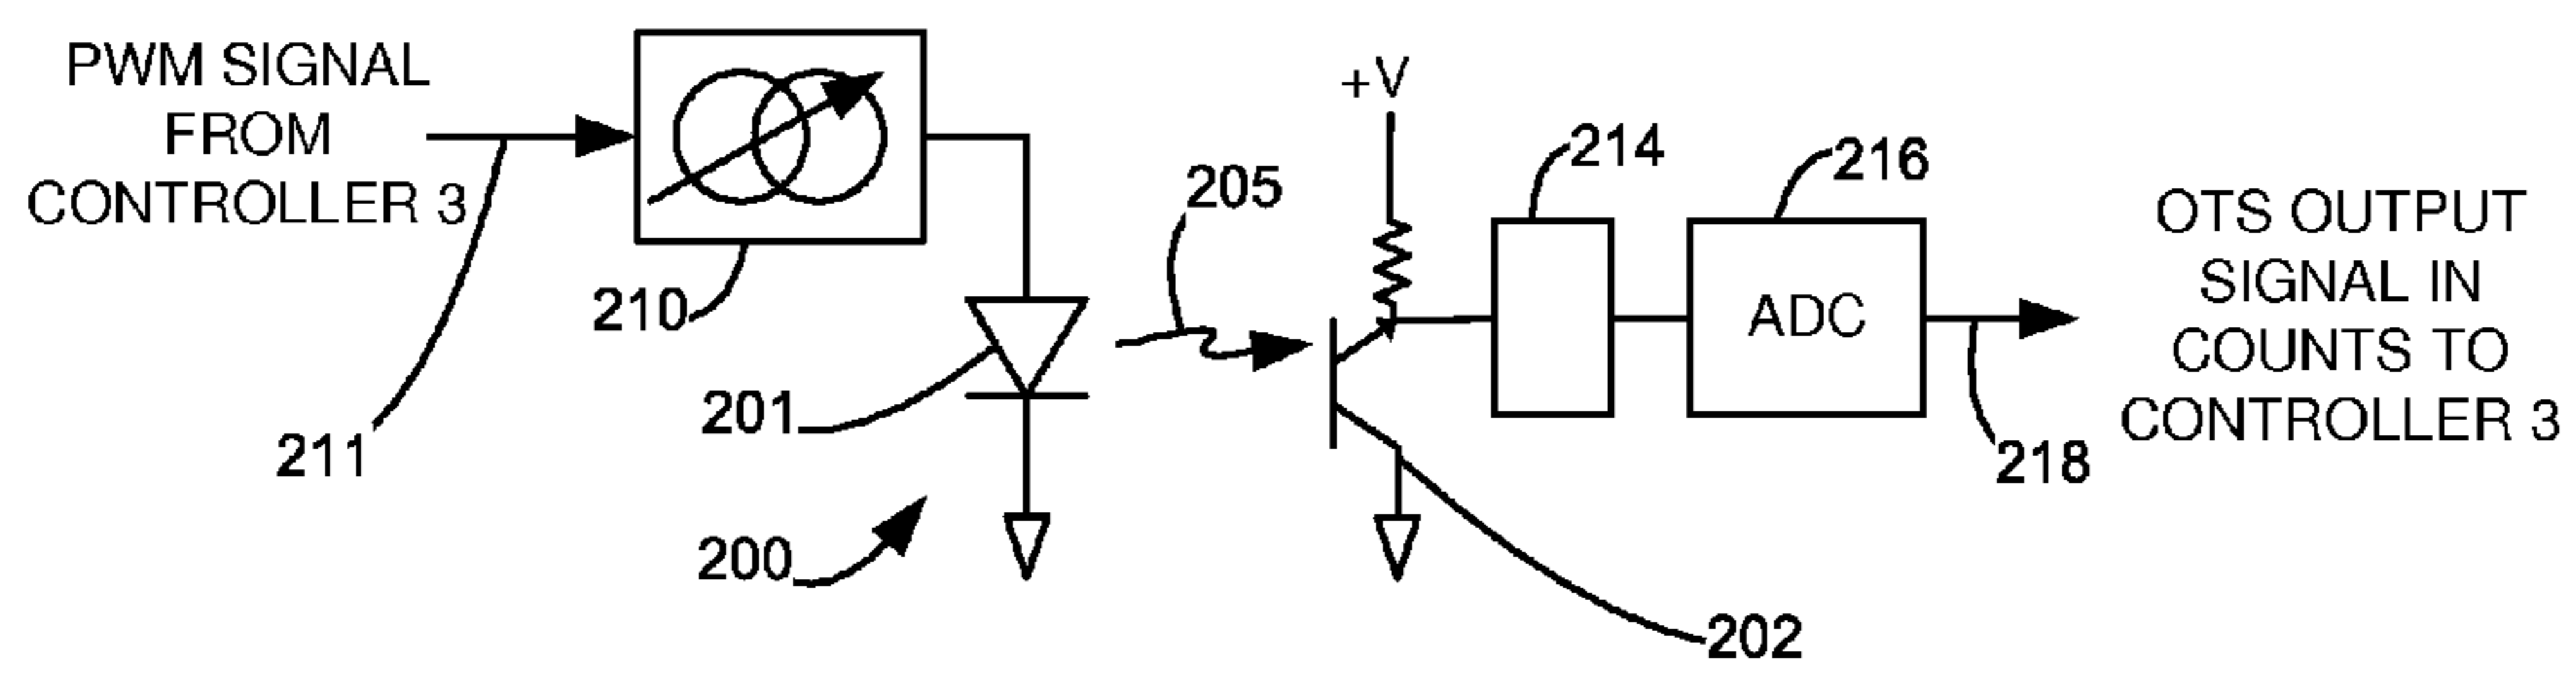 PWM SIGNAL
FROM
CONTROLLER 3
211
210
201
200
205
+V
214
216
ADC
202
218
OTS OUTPUT
SIGNAL IN
COUNTS TO
CONTROLLER 3